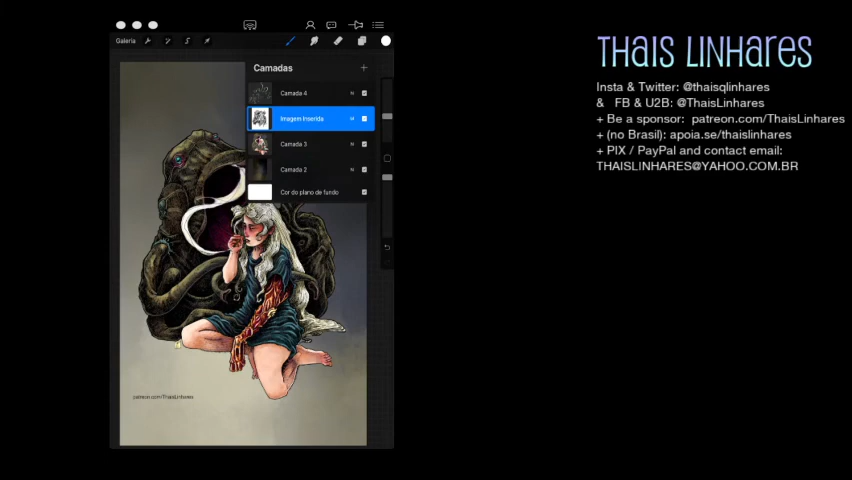 Galeria
Camadas
Camada 4
N
Imagem Inserida
M
Camada 3
N
Camada 2
N
Cor do plano de fundo
patreon.com/ThaisLinhares
THAIS LINHARES
Insta & Twitter: @thaisqlinhares
& FB & U2B: @ThaisLinhares
+ Be a sponsor: patreon.com/ThaisLinhares
+ (no Brasil): apoia.se/thaislinhares
+ PIX / PayPal and contact email:
THAISLINHARES@YAHOO.COM.BR